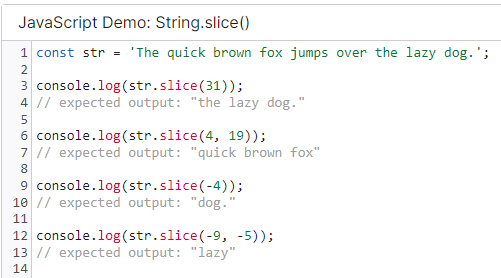 JavaScript Demo: String.slice()
1 const str = 'The quick brown fox jumps over the lazy dog.';
2
3 console.log(str.slice(31));
4 // expected output: "the lazy dog."
5
6 console.log(str.slice(4, 19));
7 // expected output: "quick brown fox"
8
9 console.log(str.slice(-4));
10 // expected output: "dog."
11
12 console.log(str.slice(-9, -5));
13 // expected output: "lazy"
14